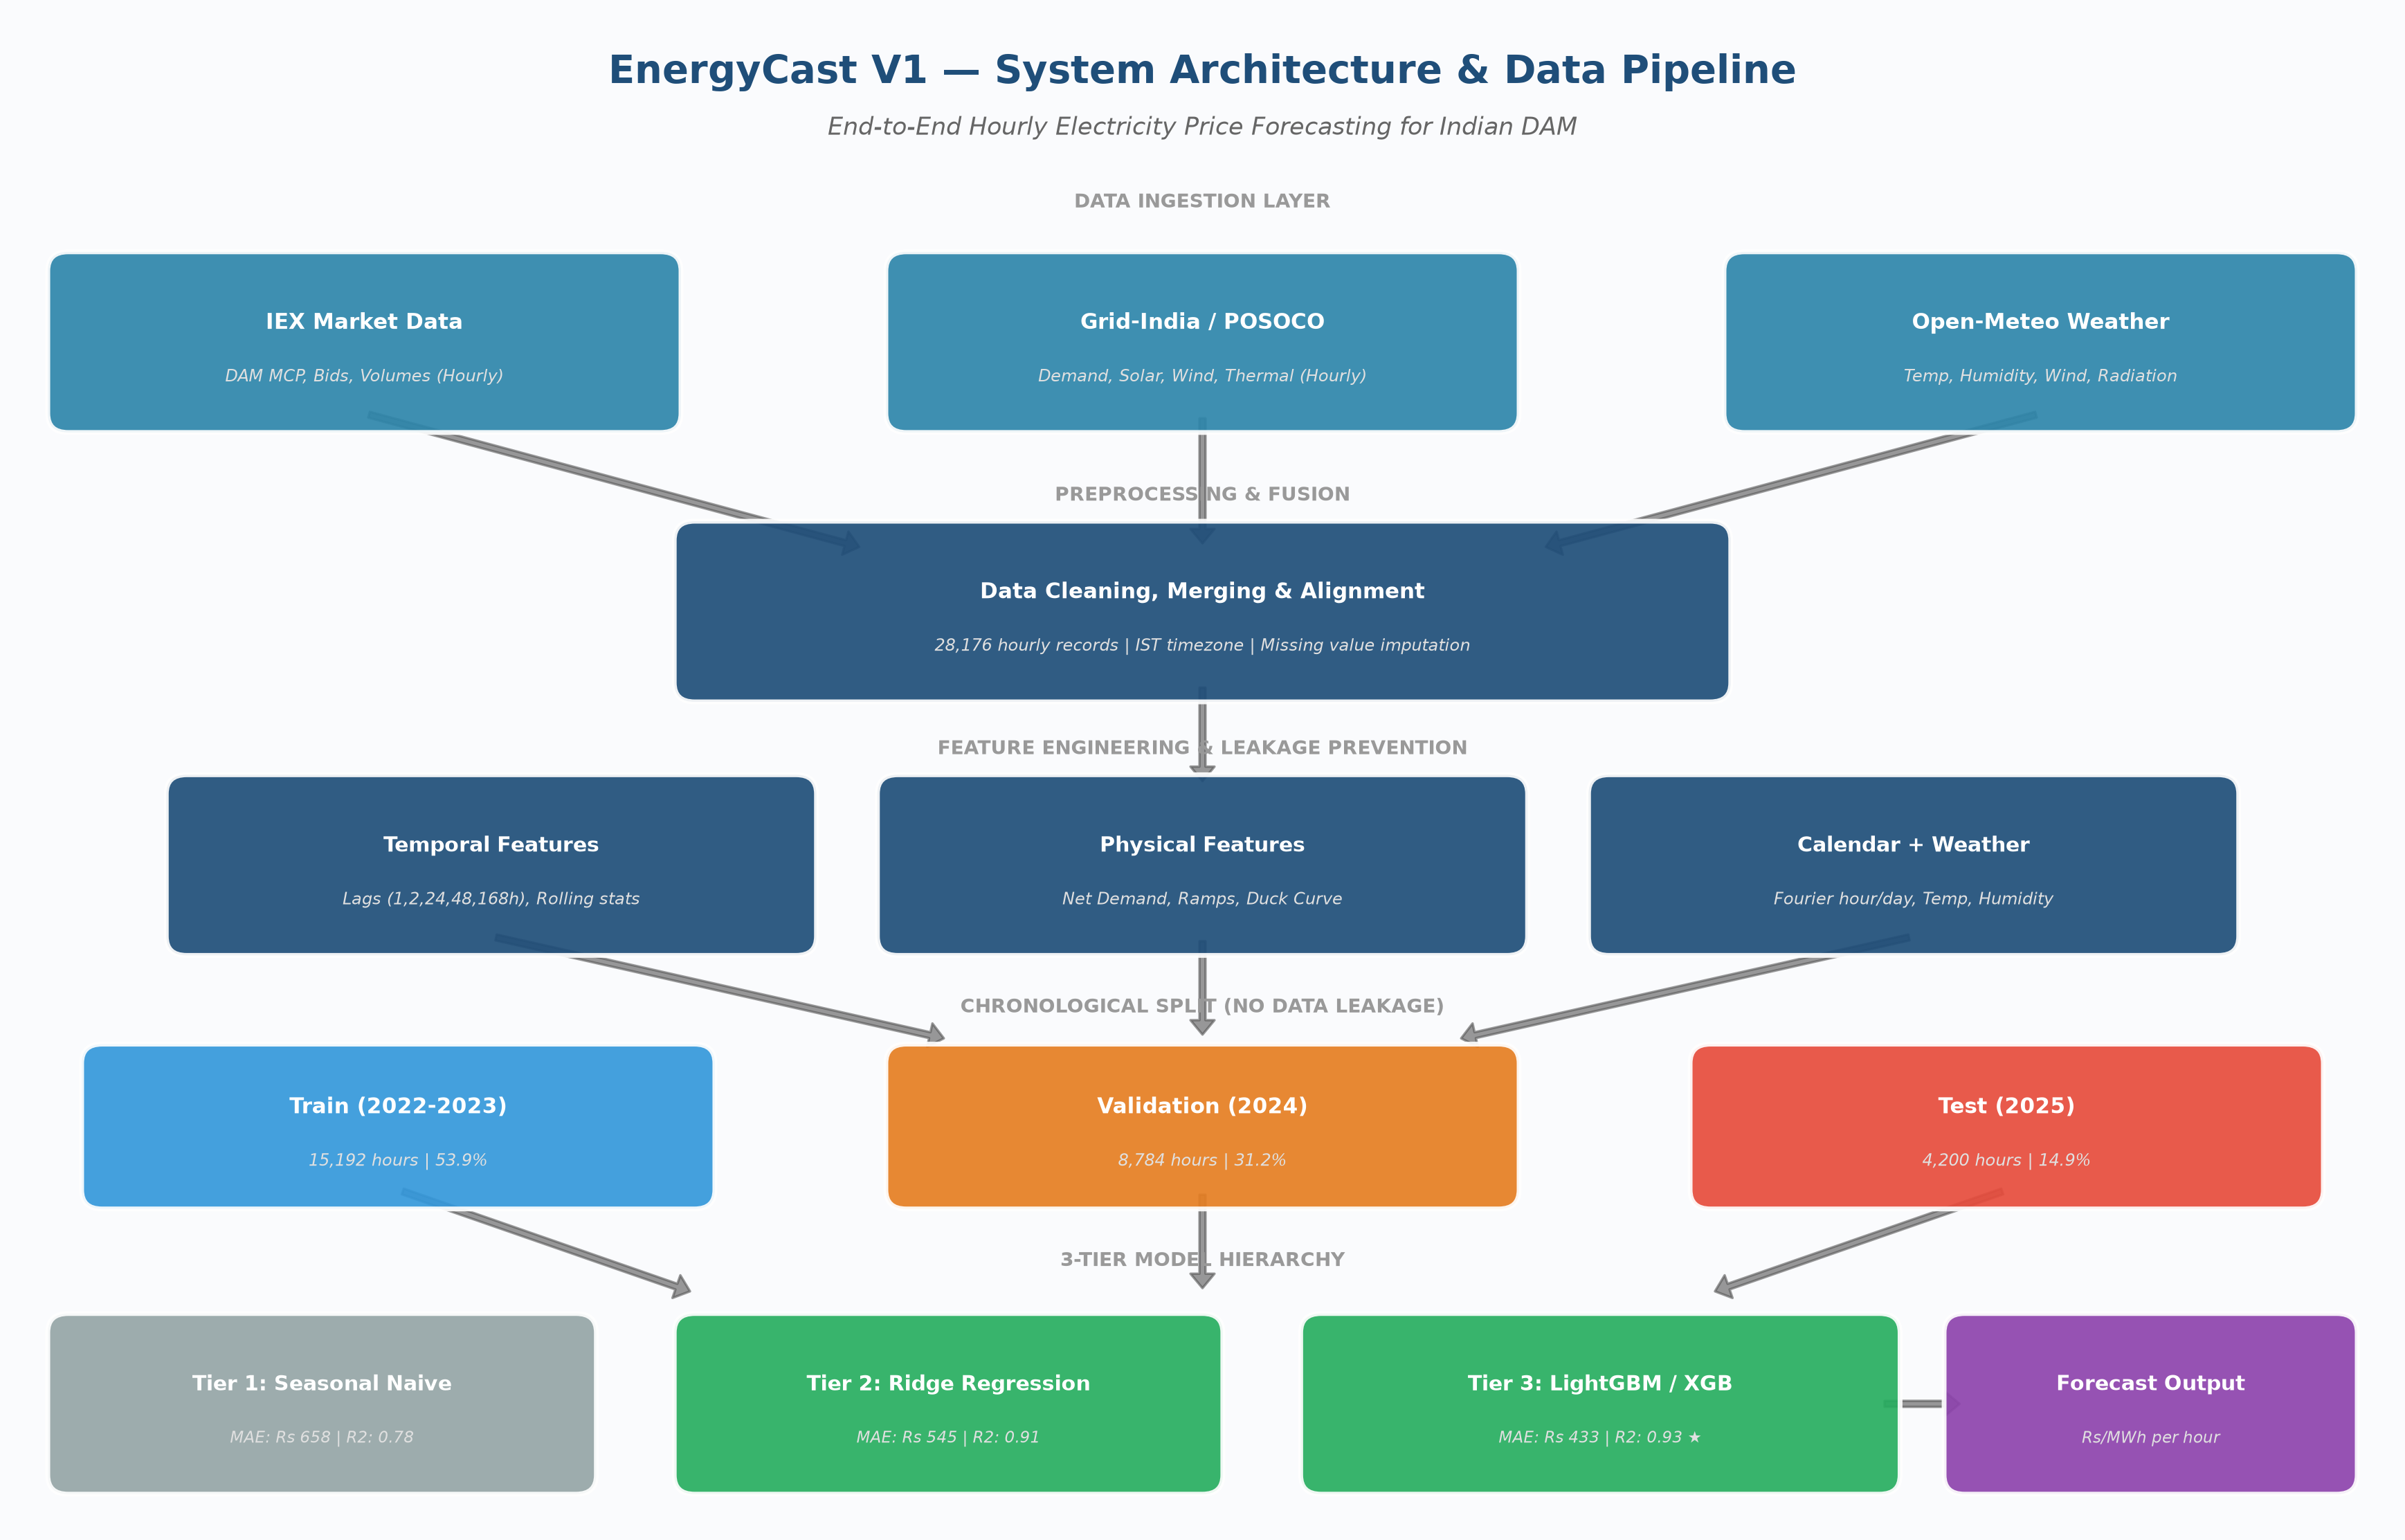 EnergyCast V1 — System Architecture & Data Pipeline
End-to-End Hourly Electricity Price Forecasting for Indian DAM
DATA INGESTION LAYER
IEX Market Data
DAM MCP, Bids, Volumes (Hourly)
Grid-India / POSOCO
Demand, Solar, Wind, Thermal (Hourly)
Open-Meteo Weather
Temp, Humidity, Wind, Radiation
PREPROCESSING & FUSION
Data Cleaning, Merging & Alignment
28,176 hourly records | IST timezone | Missing value imputation
FEATURE ENGINEERING & LEAKAGE PREVENTION
Temporal Features
Lags (1,2,24,48,168h), Rolling stats
Physical Features
Net Demand, Ramps, Duck Curve
Calendar + Weather
Fourier hour/day, Temp, Humidity
CHRONOLOGICAL SPLIT (NO DATA LEAKAGE)
Train (2022-2023)
15,192 hours | 53.9%
Validation (2024)
8,784 hours | 31.2%
Test (2025)
4,200 hours | 14.9%
3-TIER MODEL HIERARCHY
Tier 1: Seasonal Naive
MAE: Rs 658 | R2: 0.78
Tier 2: Ridge Regression
MAE: Rs 545 | R2: 0.91
Tier 3: LightGBM / XGB
MAE: Rs 433 | R2: 0.93 ★
Forecast Output
Rs/MWh per hour